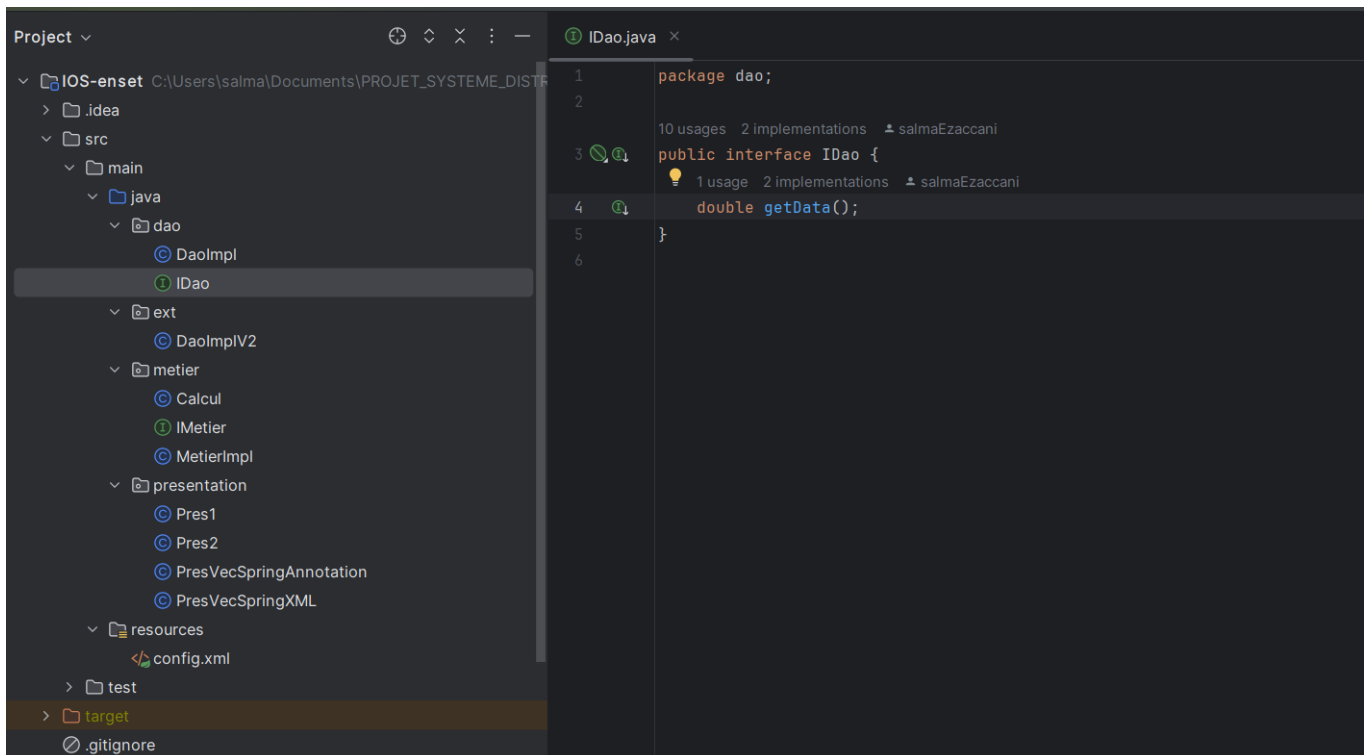 Project
IOS-enset C:\Users\salma\Documents\PROJET_SYSTEME_DISTR
.idea
src
main
java
dao
DaoImpl
IDao
ext
DaoImplV2
metier
Calcul
IMetier
MetierImpl
presentation
Pres1
Pres2
PresVecSpringAnnotation
PresVecSpringXML
resources
config.xml
test
target
.gitignore
IDao.java
1 package dao;
2
10 usages 2 implementations salmaEzaccani
3 public interface IDao {
1 usage 2 implementations salmaEzaccani
4 double getData();
5 }
6